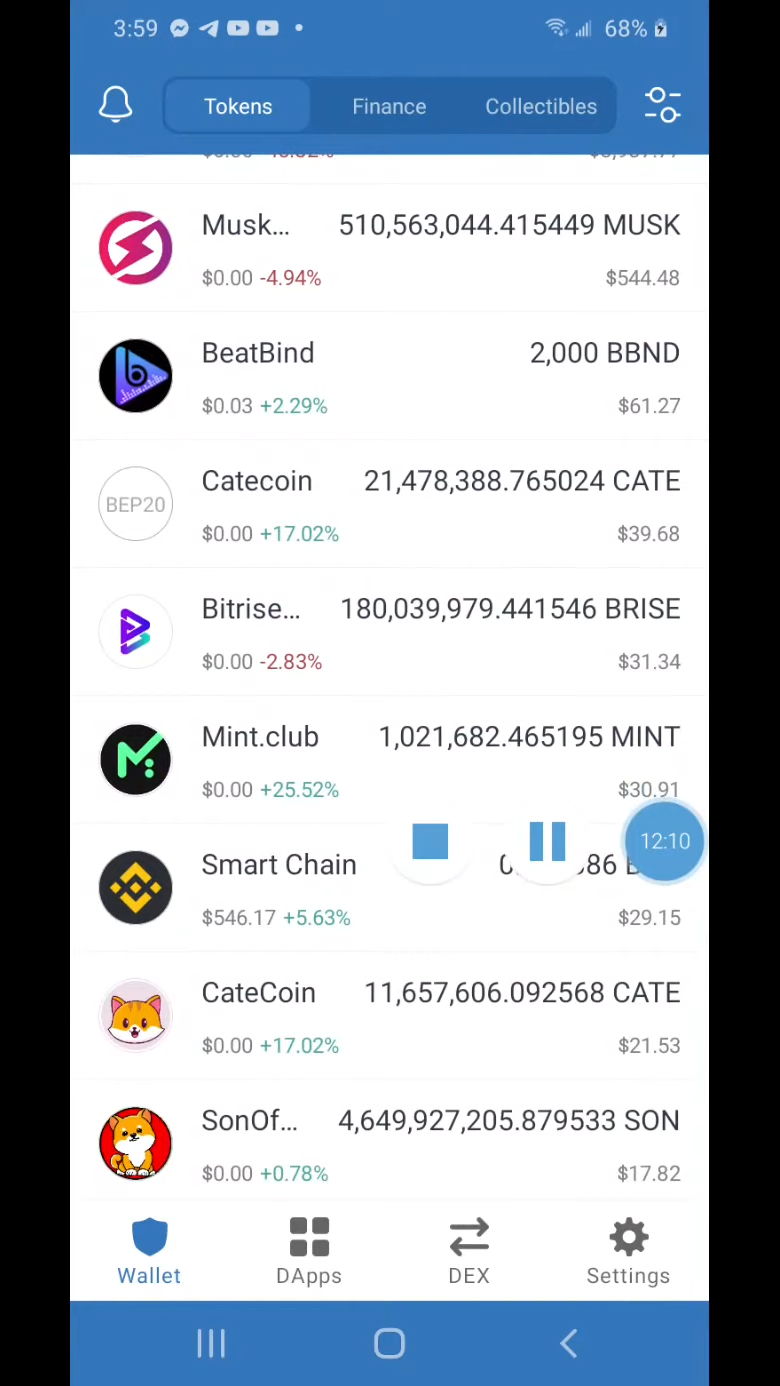 3:59 68%
Tokens Finance Collectibles
Musk... 510,563,044.415449 MUSK
$0.00 -4.94% $544.48
BeatBind 2,000 BBND
$0.03 +2.29% $61.27
BEP20
Catecoin 21,478,388.765024 CATE
$0.00 +17.02% $39.68
Bitrise... 180,039,979.441546 BRISE
$0.00 -2.83% $31.34
Mint.club 1,021,682.465195 MINT
$0.00 +25.52% $30.91
12:10
Smart Chain
$546.17 +5.63% $29.15
CateCoin 11,657,606.092568 CATE
$0.00 +17.02% $21.53
SonOf... 4,649,927,205.879533 SON
$0.00 +0.78% $17.82
Wallet DApps DEX Settings